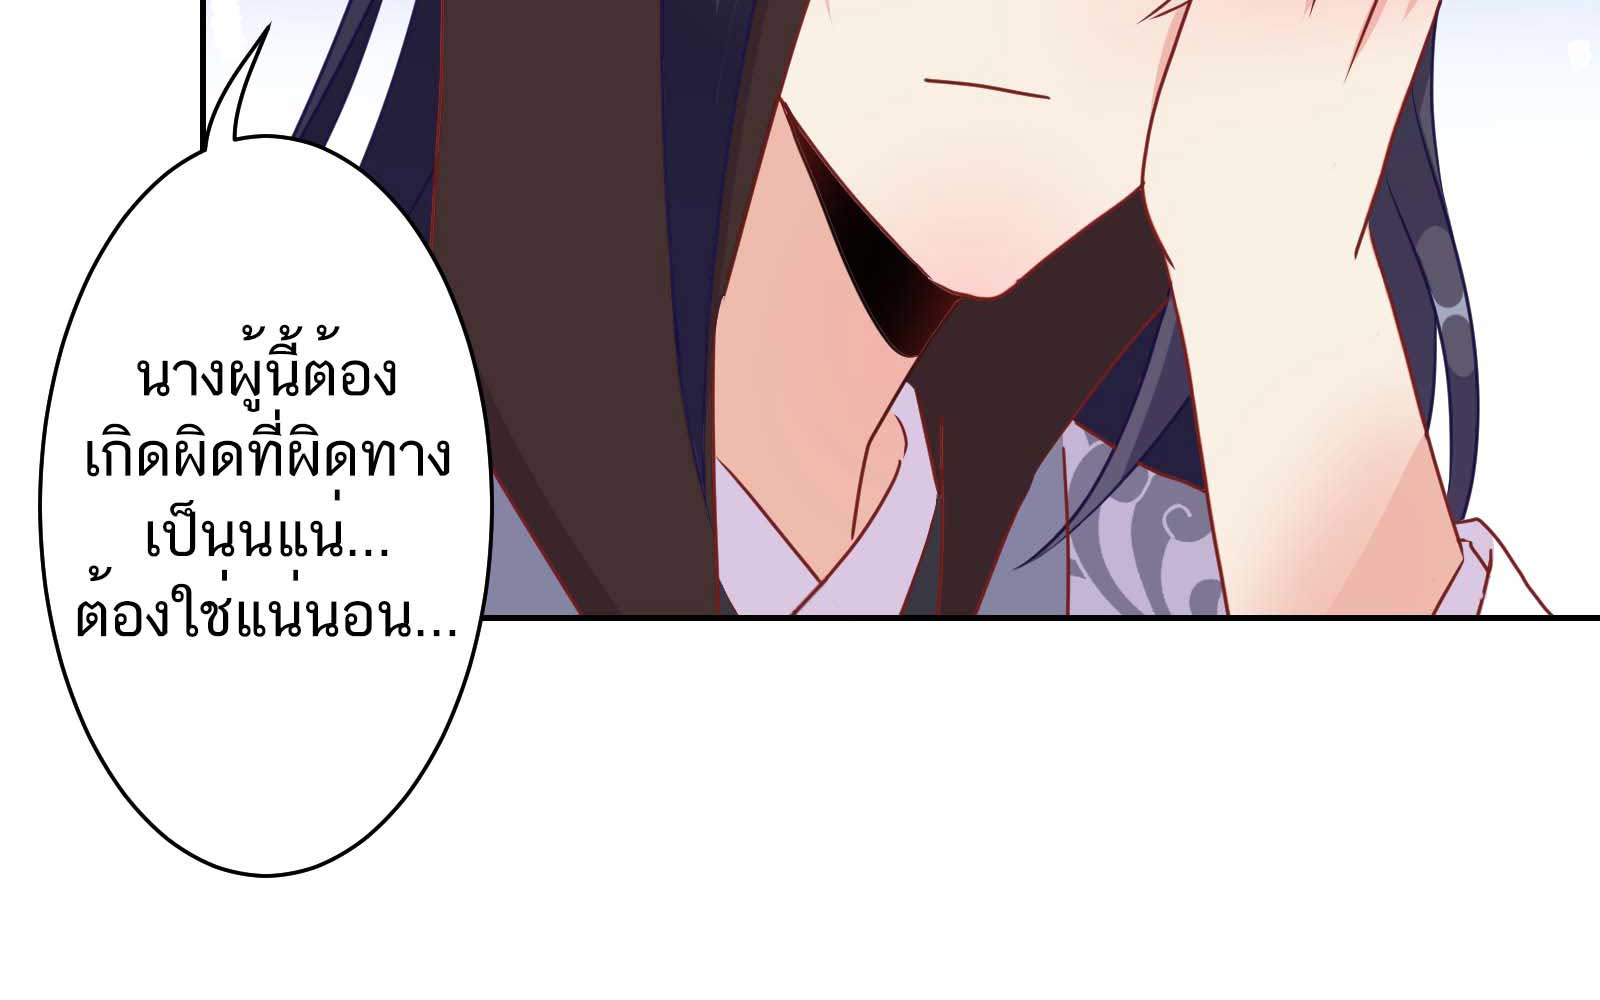 นางผู้นี้ต้อง
เกิดผิดที่ผิดทาง
เป็นนแน่...
ต้องใช่แน่นอน...